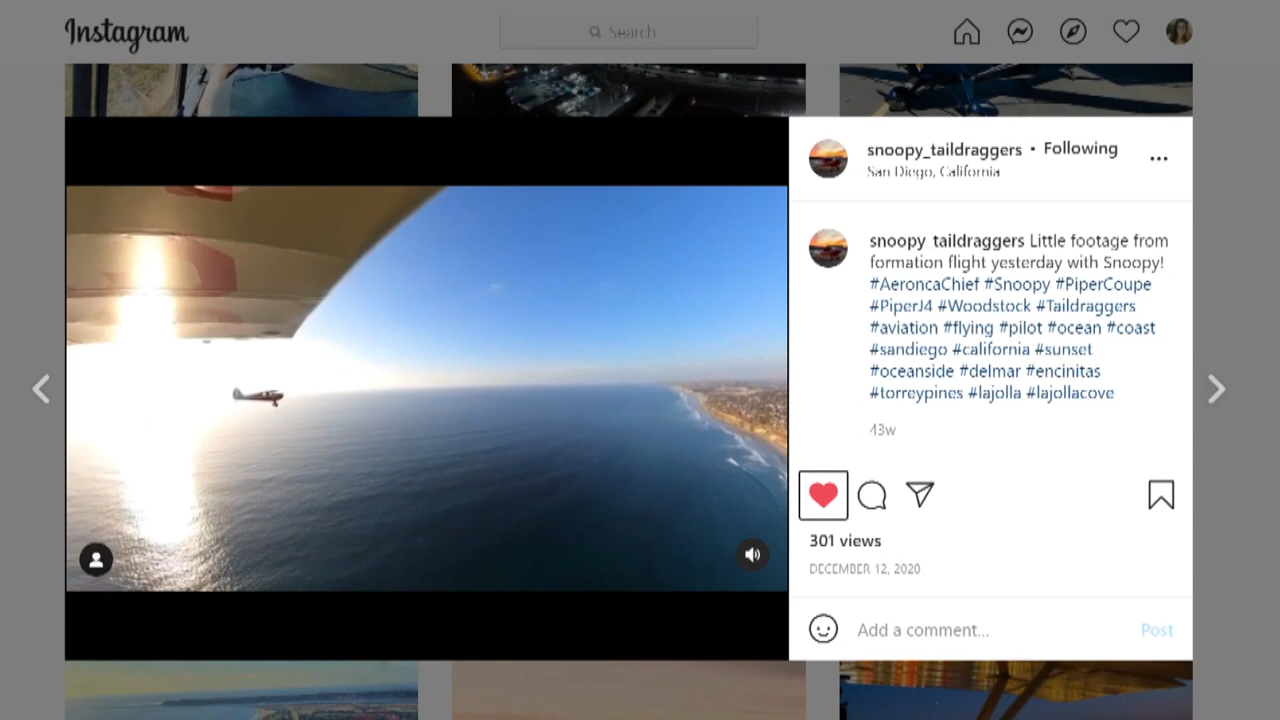 Instagram
Search
snoopy_taildraggers • Following
San Diego, California
snoopy_taildraggers Little footage from
formation flight yesterday with Snoopy!
#AeroncaChief #Snoopy #PiperCoupe
#PiperJ4 #Woodstock #Taildraggers
#aviation #flying #pilot #ocean #coast
#sandiego #california #sunset
#oceanside #delmar #encinitas
#torreypines #lajolla #lajollacove
43w
301 views
DECEMBER 12, 2020
Add a comment...
Post